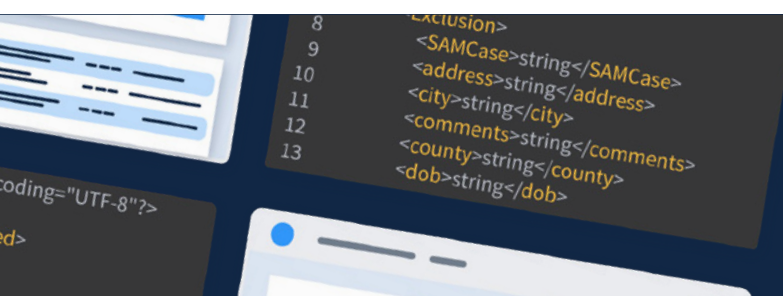 8 <Exclusion>
9 <SAMCase>string</SAMCase>
10 <address>string</address>
11 <city>string</city>
12 <comments>string</comments>
13 <county>string</county>
<dob>string</dob>
coding="UTF-8"?>
ed>